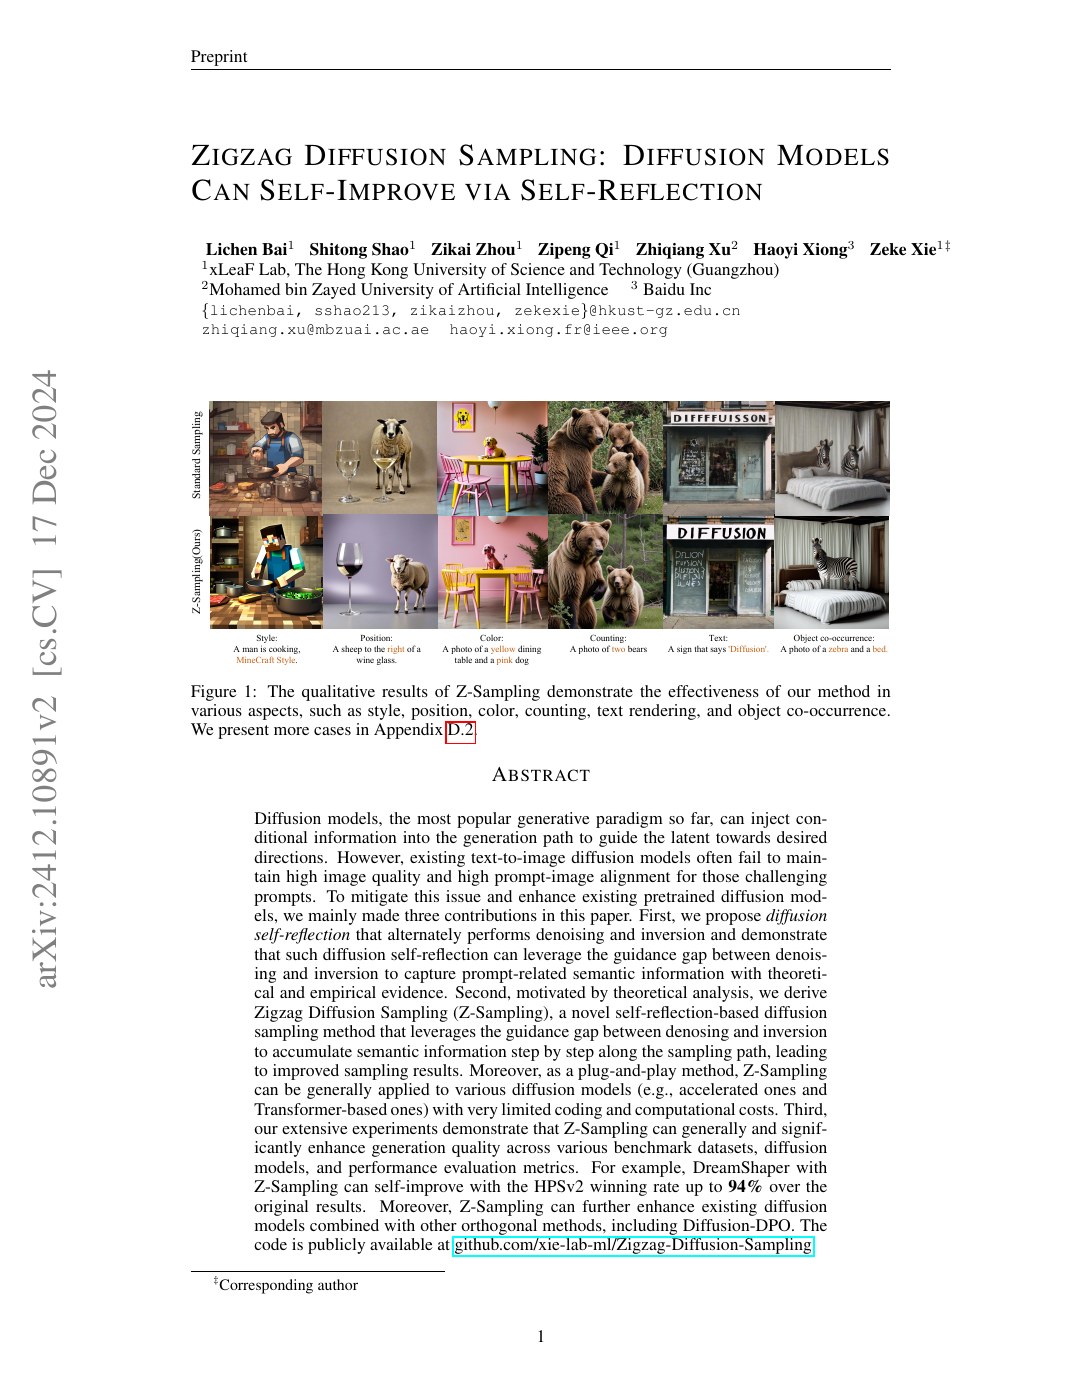 Preprint
ZIGZAG DIFFUSION SAMPLING: DIFFUSION MODELS
CAN SELF-IMPROVE VIA SELF-REFLECTION
Lichen Bai1 Shitong Shao1 Zikai Zhou1 Zipeng Qi1 Zhiqiang Xu2 Haoyi Xiong3 Zeke Xie1‡
1xLeaF Lab, The Hong Kong University of Science and Technology (Guangzhou)
2Mohamed bin Zayed University of Artificial Intelligence 3 Baidu Inc
{lichenbai, sshao213, zikaizhou, zekexie}@hkust-gz.edu.cn
zhiqiang.xu@mbzuai.ac.ae haoyi.xiong.fr@ieee.org
arXiv:2412.10891v2 [cs.CV] 17 Dec 2024
Standard Sampling
DIFFFFUISSON
Z-Sampling(Ours)
DIFFUSION
Style:
A man is cooking,
MineCraft Style.
Position:
A sheep to the right of a
wine glass.
Color:
A photo of a yellow dining
table and a pink dog
Counting:
A photo of two bears
Text:
A sign that says 'Diffusion'.
Object co-occurrence:
A photo of a zebra and a bed.
Figure 1: The qualitative results of Z-Sampling demonstrate the effectiveness of our method in
various aspects, such as style, position, color, counting, text rendering, and object co-occurrence.
We present more cases in Appendix D.2.
ABSTRACT
Diffusion models, the most popular generative paradigm so far, can inject con-
ditional information into the generation path to guide the latent towards desired
directions. However, existing text-to-image diffusion models often fail to main-
tain high image quality and high prompt-image alignment for those challenging
prompts. To mitigate this issue and enhance existing pretrained diffusion mod-
els, we mainly made three contributions in this paper. First, we propose diffusion
self-reflection that alternately performs denoising and inversion and demonstrate
that such diffusion self-reflection can leverage the guidance gap between denois-
ing and inversion to capture prompt-related semantic information with theoreti-
cal and empirical evidence. Second, motivated by theoretical analysis, we derive
Zigzag Diffusion Sampling (Z-Sampling), a novel self-reflection-based diffusion
sampling method that leverages the guidance gap between denosing and inversion
to accumulate semantic information step by step along the sampling path, leading
to improved sampling results. Moreover, as a plug-and-play method, Z-Sampling
can be generally applied to various diffusion models (e.g., accelerated ones and
Transformer-based ones) with very limited coding and computational costs. Third,
our extensive experiments demonstrate that Z-Sampling can generally and signif-
icantly enhance generation quality across various benchmark datasets, diffusion
models, and performance evaluation metrics. For example, DreamShaper with
Z-Sampling can self-improve with the HPSv2 winning rate up to 94% over the
original results. Moreover, Z-Sampling can further enhance existing diffusion
models combined with other orthogonal methods, including Diffusion-DPO. The
code is publicly available at github.com/xie-lab-ml/Zigzag-Diffusion-Sampling
‡Corresponding author
1